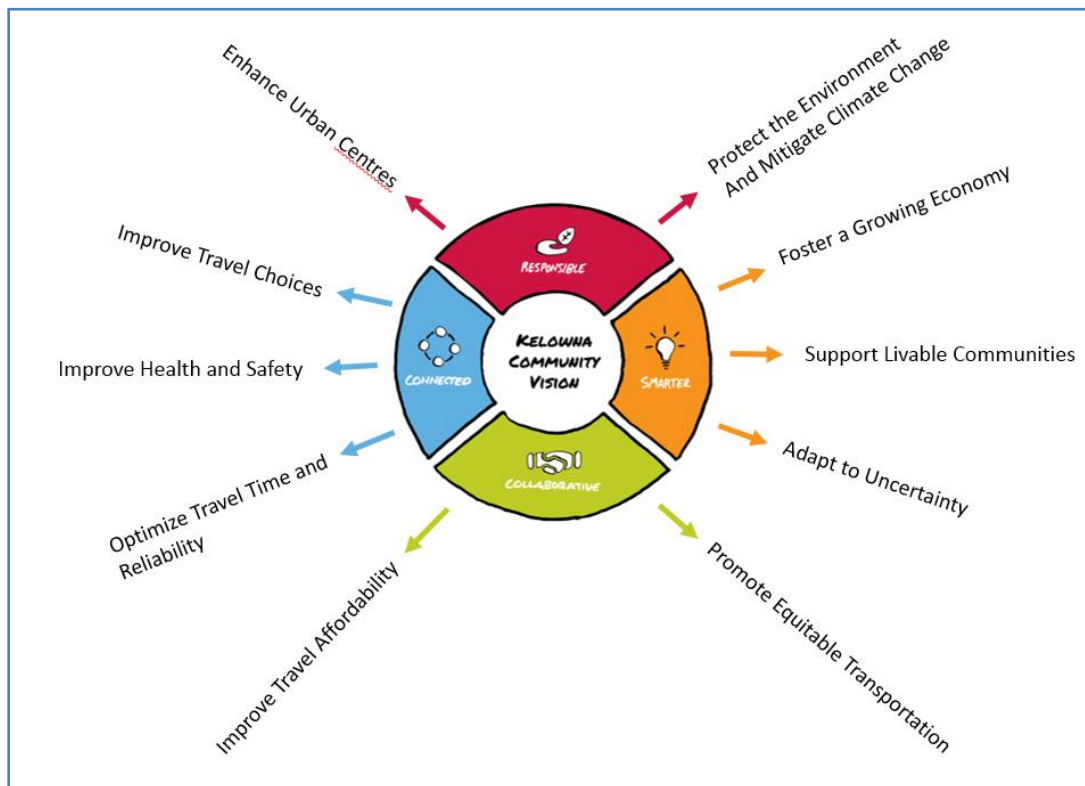 Enhance Urban Centres
Protect the Environment
And Mitigate Climate Change
Improve Travel Choices
Foster a Growing Economy
RESPONSIBLE
Improve Health and Safety
CONNECTED
KELOWNA
COMMUNITY
VISION
SMARTER
Support Livable Communities
Optimize Travel Time and
Reliability
COLLABORATIVE
Adapt to Uncertainty
Improve Travel Affordability
Promote Equitable Transportation